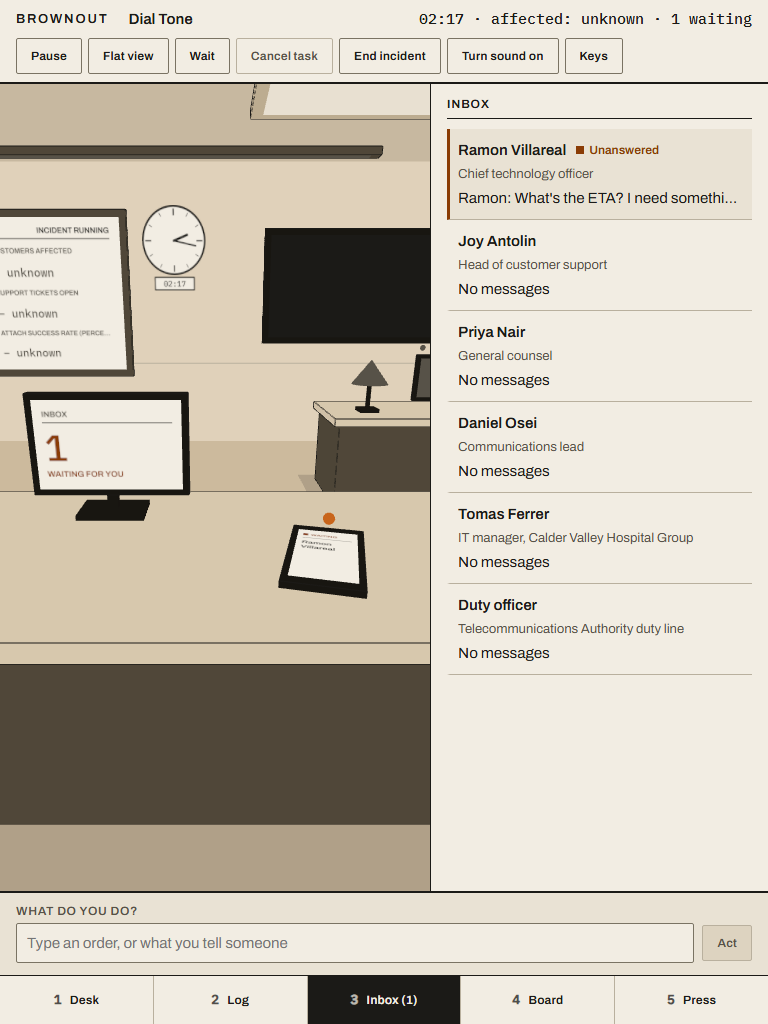 BROWNOUT Dial Tone 02:17 · affected: unknown · 1 waiting
Pause Flat view Wait Cancel task End incident Turn sound on Keys
INCIDENT RUNNING
STOMERS AFFECTED
unknown
UPPORT TICKETS OPEN
— unknown
ATTACH SUCCESS RATE (PERCE…
— unknown
02:17
INBOX
1
WAITING FOR YOU
Ramon
Villareal
INBOX
Ramon Villareal Unanswered
Chief technology officer
Ramon: What's the ETA? I need somethi…
Joy Antolin
Head of customer support
No messages
Priya Nair
General counsel
No messages
Daniel Osei
Communications lead
No messages
Tomas Ferrer
IT manager, Calder Valley Hospital Group
No messages
Duty officer
Telecommunications Authority duty line
No messages
WHAT DO YOU DO?
Type an order, or what you tell someone
Act
1 Desk 2 Log 3 Inbox (1) 4 Board 5 Press